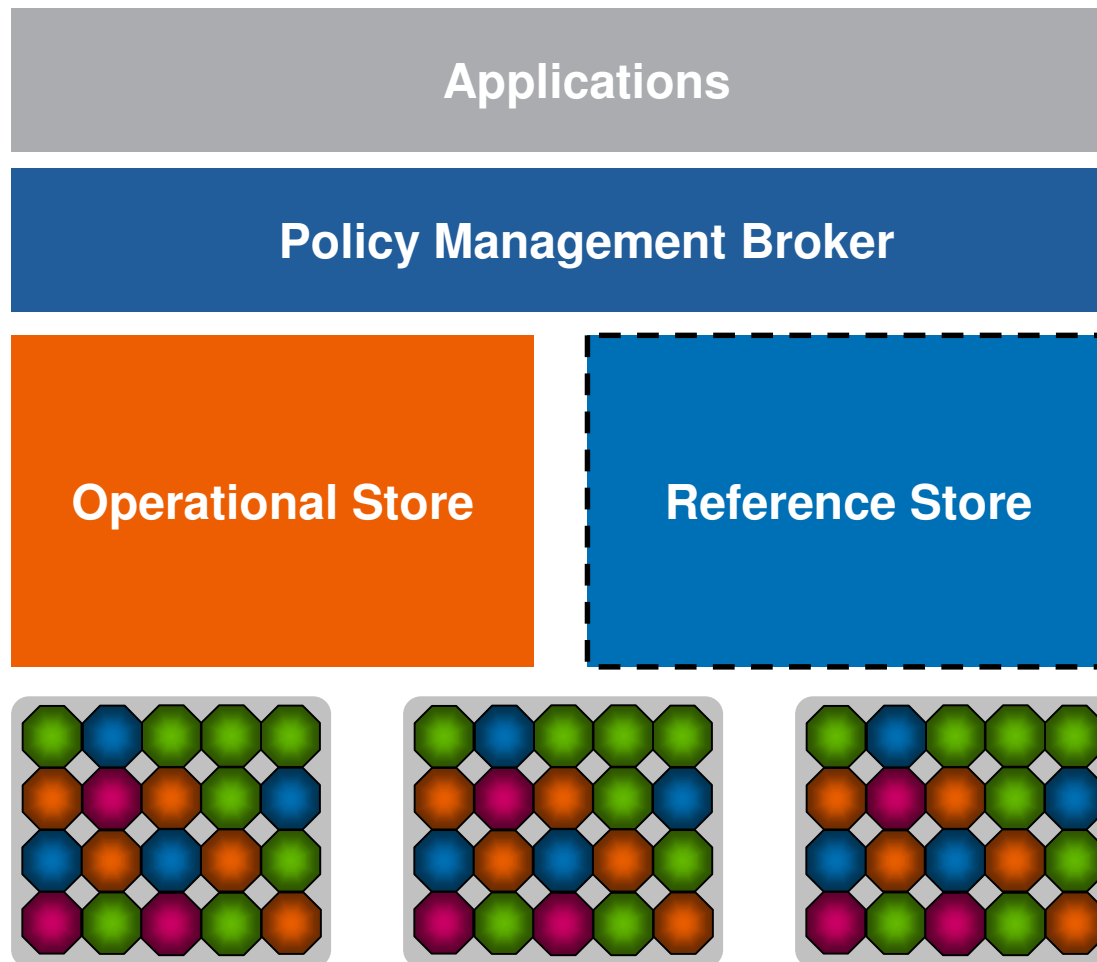 Applications
Policy Management Broker
Operational Store
Reference Store